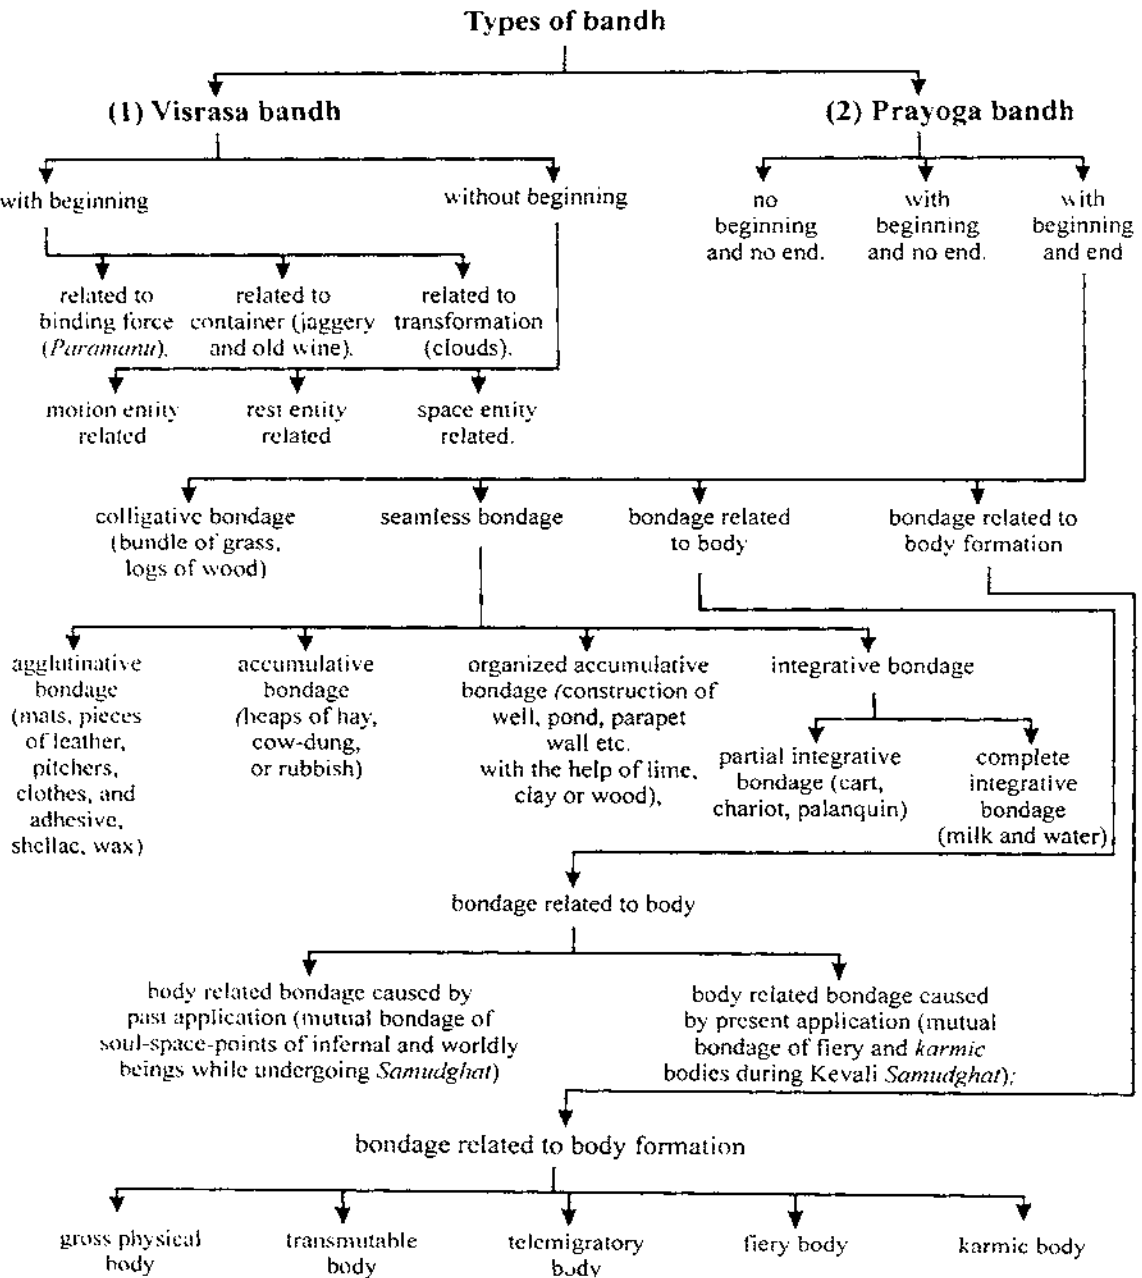 Types of bandh
(1) Visrasa bandh
(2) Prayoga bandh
with beginning
without beginning
no
beginning
and no end.
with
beginning
and no end.
with
beginning
and end
related to
binding force
(Paramanu).
related to
container (jaggery
and old wine).
related to
transformation
(clouds).
motion entity
related
rest entity
related
space entity
related.
colligative bondage
(bundle of grass,
logs of wood)
seamless bondage
bondage related
to body
bondage related to
body formation
agglutinative
bondage
(mats, pieces
of leather,
pitchers,
clothes, and
adhesive,
shellac, wax)
accumulative
bondage
(heaps of hay,
cow-dung,
or rubbish)
organized accumulative
bondage (construction of
well, pond, parapet
wall etc.
with the help of lime,
clay or wood),
integrative bondage
partial integrative
bondage (cart,
chariot, palanquin)
complete
integrative
bondage
(milk and water)
bondage related to body
body related bondage caused by
past application (mutual bondage of
soul-space-points of infernal and worldly
beings while undergoing Samudghat)
body related bondage caused
by present application (mutual
bondage of fiery and karmic
bodies during Kevali Samudghat);
bondage related to body formation
gross physical
body
transmutable
body
telemigratory
body
fiery body
karmic body